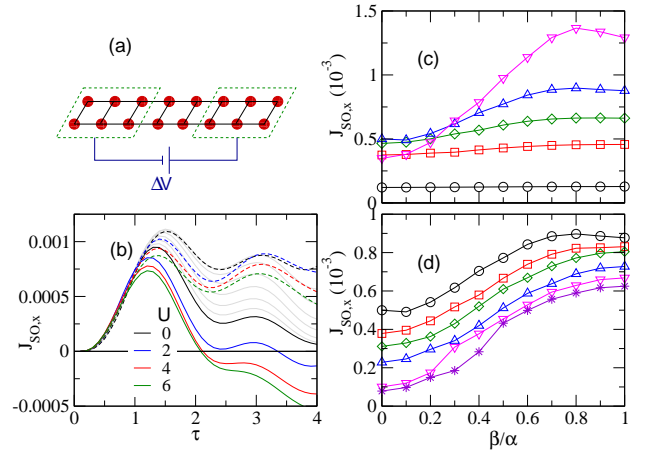 (a)
ΔV
(b)
J_SO,x
0.001
0.0005
0
-0.0005
U
0
2
4
6
0 1 2 3 4
τ
(c)
J_SO,x (10^-3)
1.5
1
0.5
0
(d)
J_SO,x (10^-3)
1
0.8
0.6
0.4
0.2
0
0 0.2 0.4 0.6 0.8 1
β/α